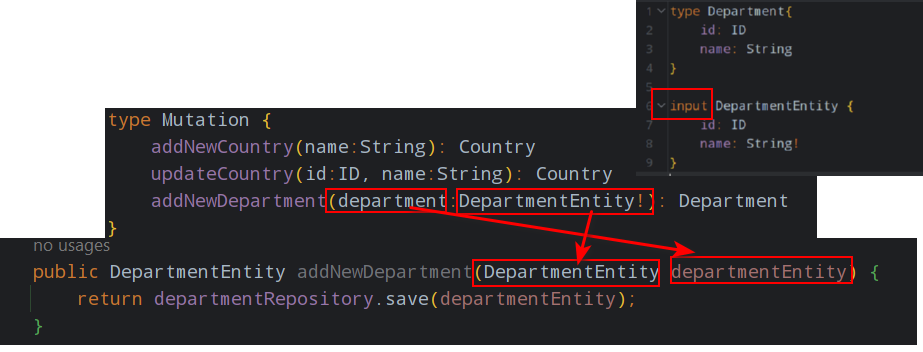 1 type Department{
2 id: ID
3 name: String
4 }
5
6 input DepartmentEntity {
7 id: ID
8 name: String!
9 }
type Mutation {
addNewCountry(name:String): Country
updateCountry(id:ID, name:String): Country
addNewDepartment(department:DepartmentEntity!): Department
}
no usages
public DepartmentEntity addNewDepartment(DepartmentEntity departmentEntity) {
return departmentRepository.save(departmentEntity);
}